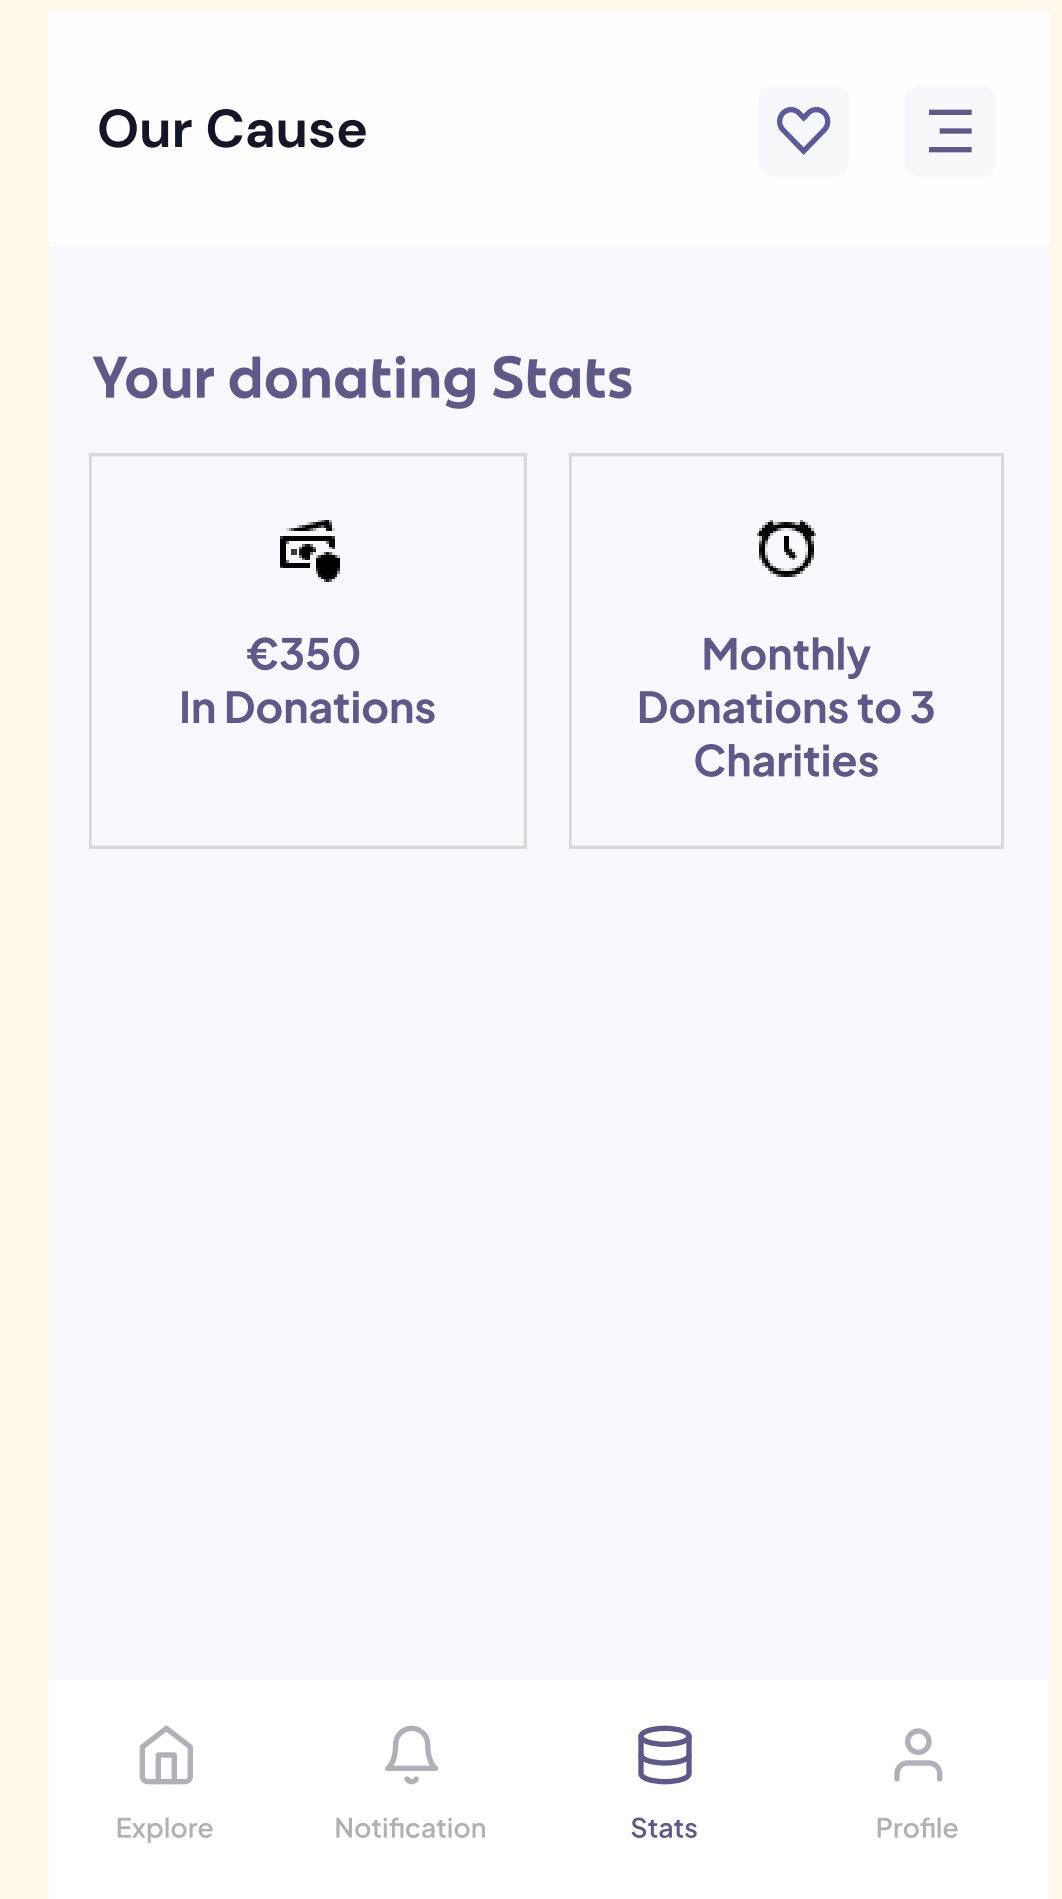 Our Cause
Your donating Stats
€350
In Donations
Monthly
Donations to 3
Charities
Explore
Notification
Stats
Profile